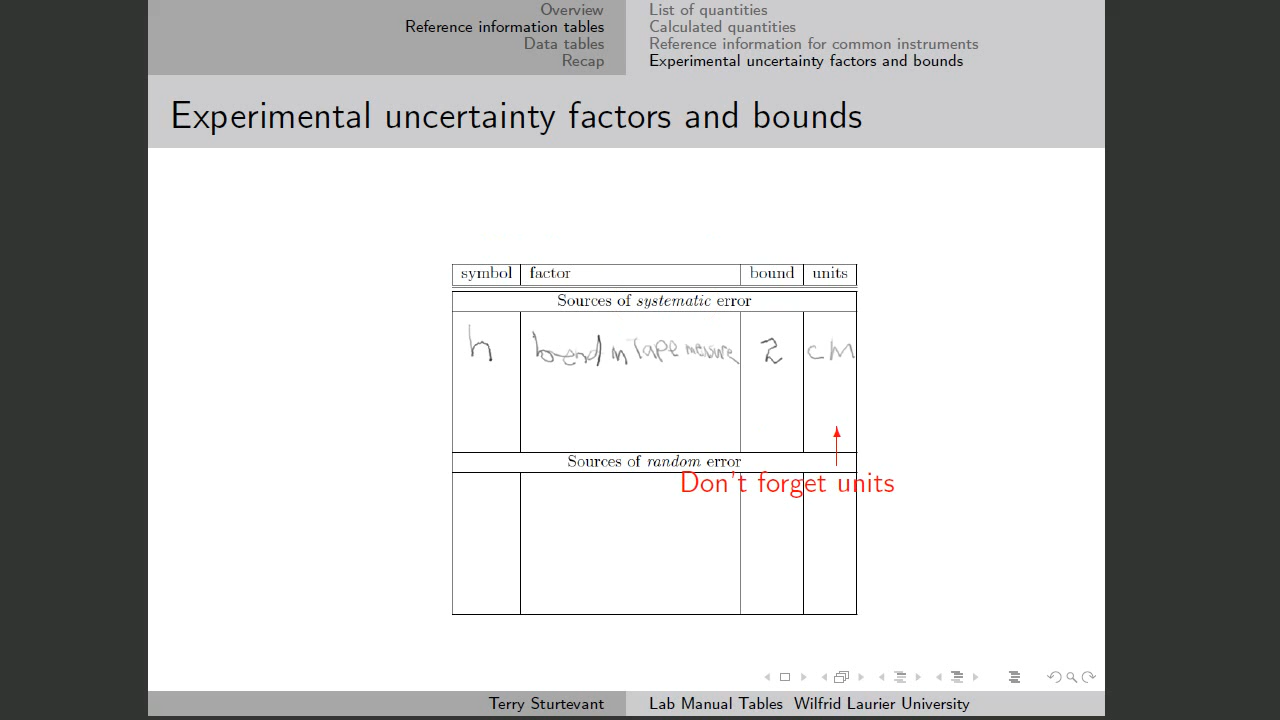 Overview
Reference information tables
Data tables
Recap
List of quantities
Calculated quantities
Reference information for common instruments
Experimental uncertainty factors and bounds
Experimental uncertainty factors and bounds
symbol factor bound units
Sources of systematic error
h bend in Tape measure 2 cm
Sources of random error
Don't forget units
Terry Sturtevant Lab Manual Tables Wilfrid Laurier University